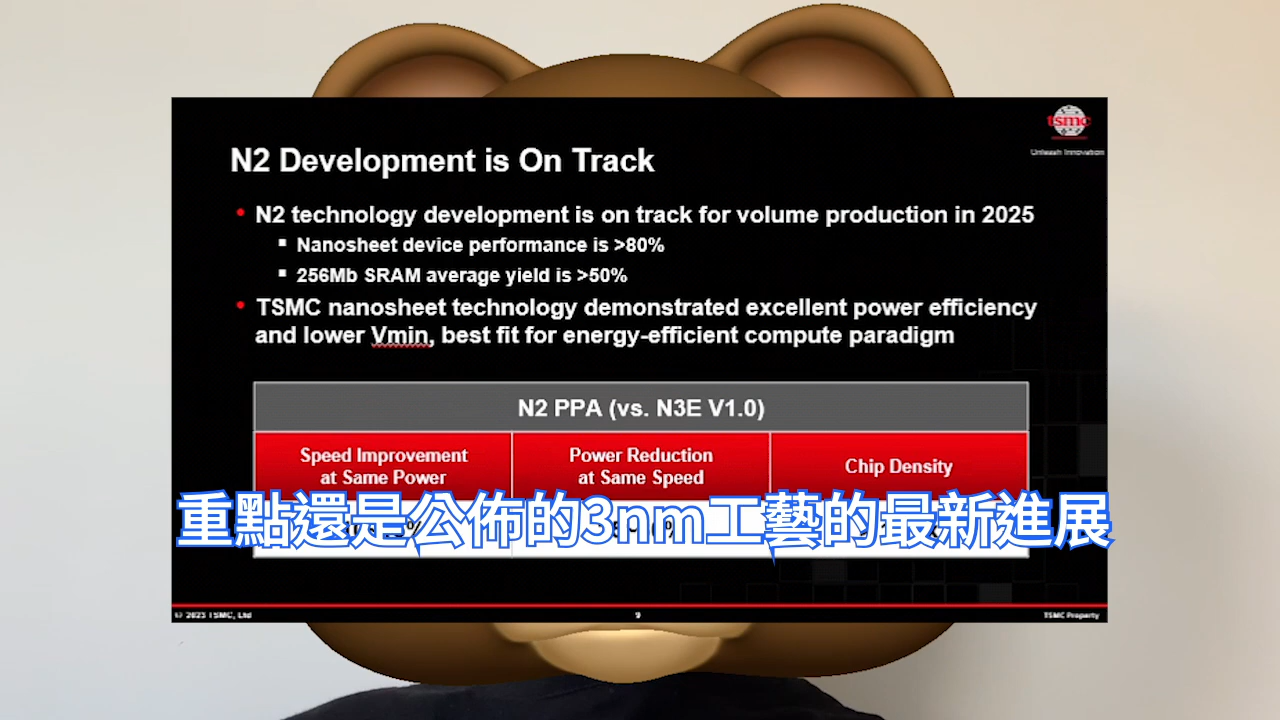 tsmc
Unleash Innovation
N2 Development is On Track
• N2 technology development is on track for volume production in 2025
▪ Nanosheet device performance is >80%
▪ 256Mb SRAM average yield is >50%
• TSMC nanosheet technology demonstrated excellent power efficiency
and lower Vmin, best fit for energy-efficient compute paradigm
N2 PPA (vs. N3E V1.0)
Speed Improvement
at Same Power
Power Reduction
at Same Speed
Chip Density
重點還是公佈的3nm工藝的最新進展
© 2023 TSMC, Ltd
9
TSMC Property